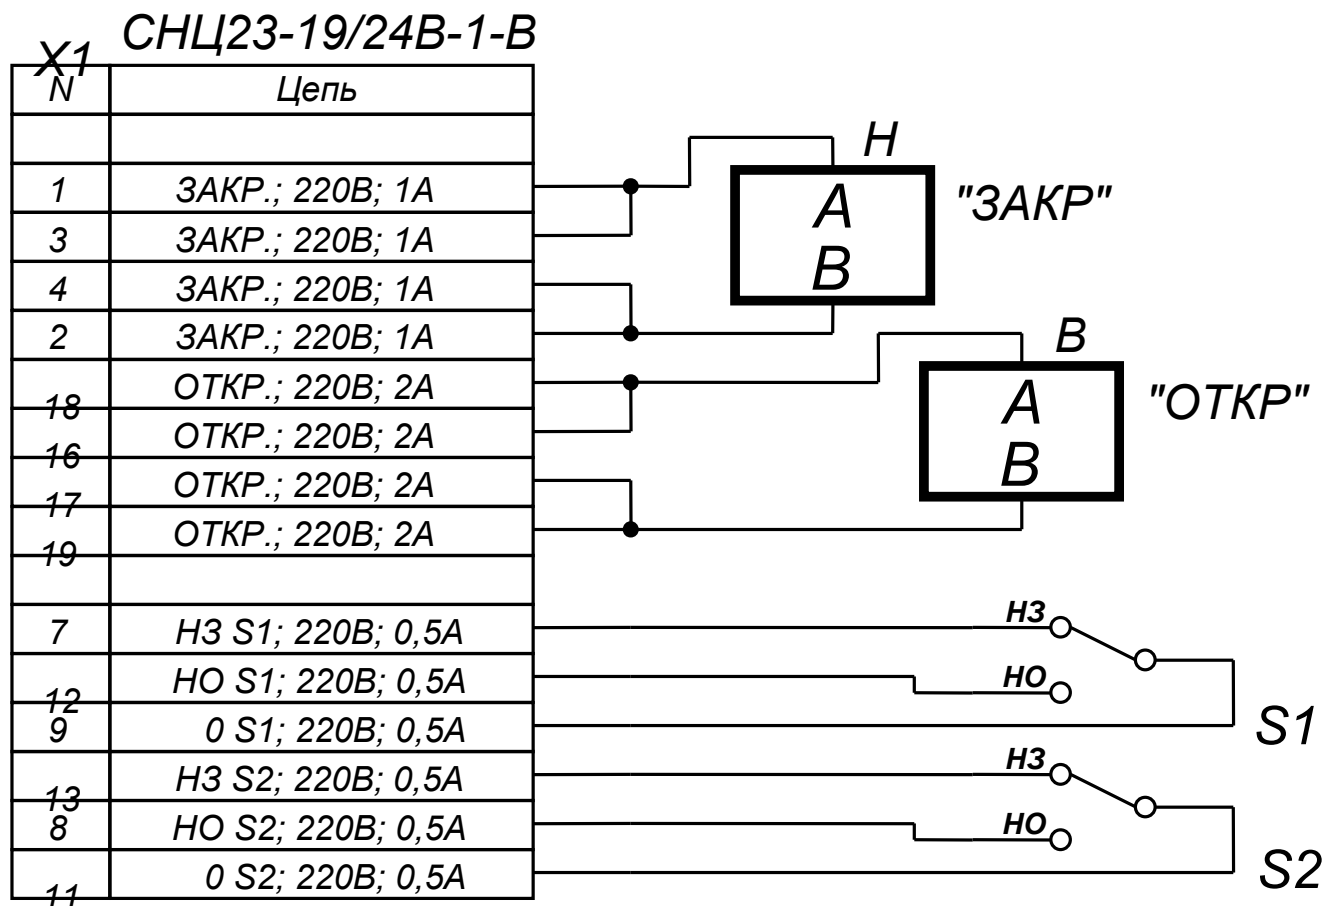 X1 СНЦ23-19/24В-1-В
N Цепь
1 ЗАКР.; 220В; 1А
3 ЗАКР.; 220В; 1А
4 ЗАКР.; 220В; 1А
2 ЗАКР.; 220В; 1А
18 ОТКР.; 220В; 2А
16 ОТКР.; 220В; 2А
17 ОТКР.; 220В; 2А
19 ОТКР.; 220В; 2А
7 НЗ S1; 220В; 0,5А
12 НО S1; 220В; 0,5А
9 0 S1; 220В; 0,5А
13 НЗ S2; 220В; 0,5А
8 НО S2; 220В; 0,5А
11 0 S2; 220В; 0,5А
Н
А
В
"ЗАКР"
В
А
В
"ОТКР"
НЗ
НО
S1
НЗ
НО
S2